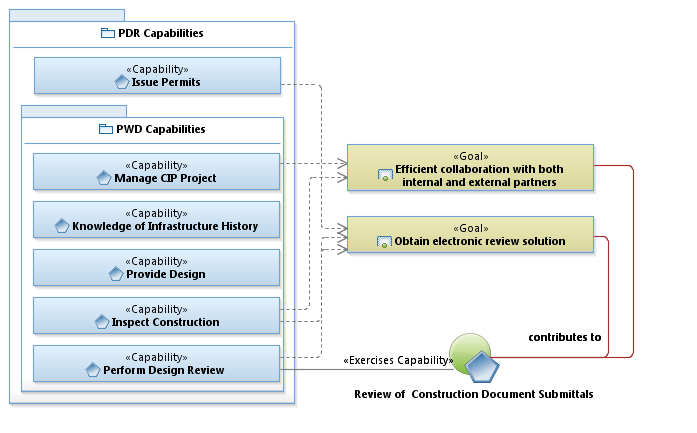 PDR Capabilities
«Capability»
Issue Permits
PWD Capabilities
«Capability»
Manage CIP Project
«Capability»
Knowledge of Infrastructure History
«Capability»
Provide Design
«Capability»
Inspect Construction
«Capability»
Perform Design Review
«Goal»
Efficient collaboration with both
internal and external partners
«Goal»
Obtain electronic review solution
contributes to
«Exercises Capability»
Review of Construction Document Submittals